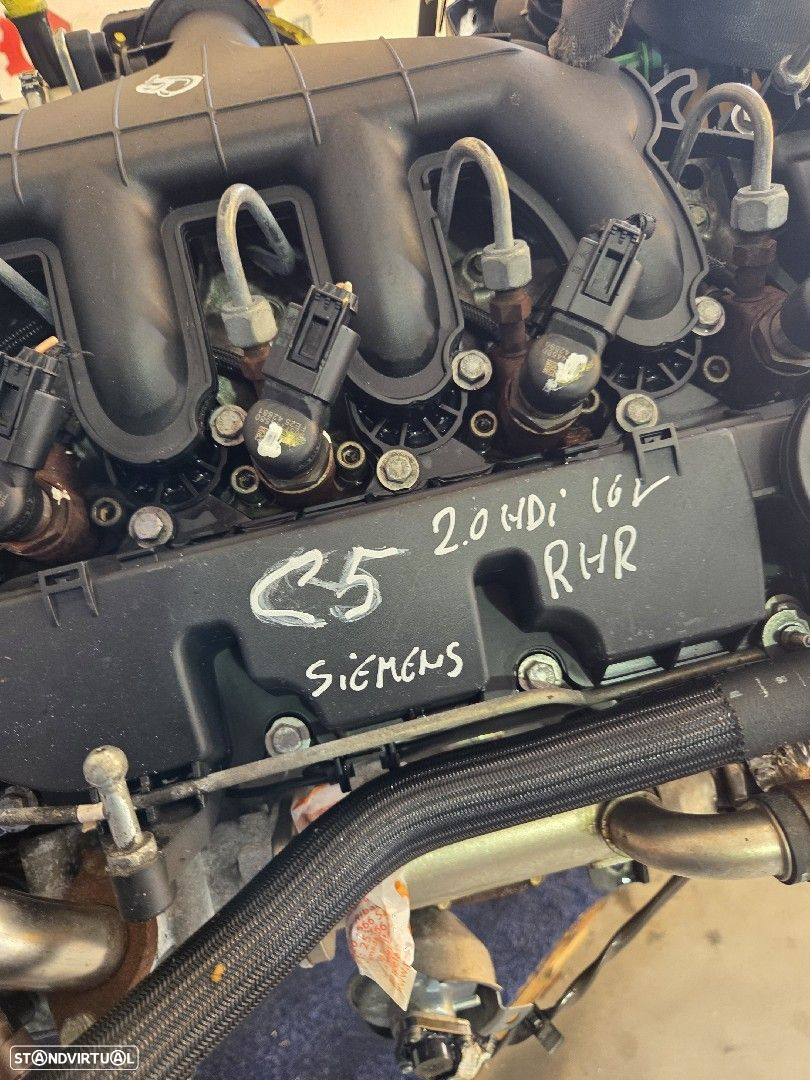 2.0 HDi 16V
RHR
C5
SiEMENS
STANDVIRTUAL